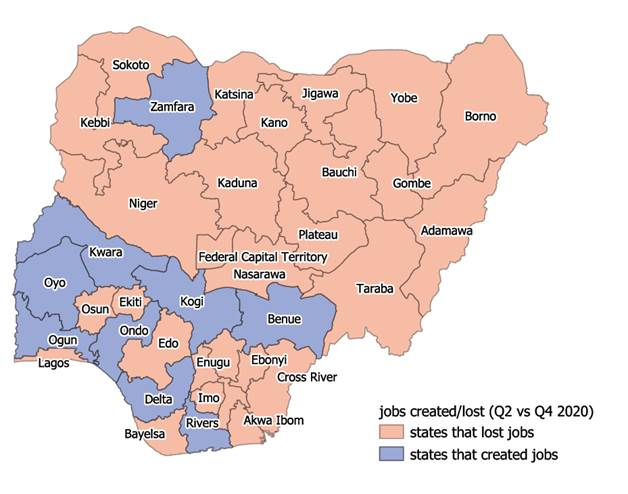 Sokoto
Zamfara
Katsina
Jigawa
Yobe
Borno
Kebbi
Kano
Kaduna
Bauchi
Gombe
Niger
Plateau
Adamawa
Federal Capital Territory
Kwara
Nasarawa
Oyo
Taraba
Kogi
Osun
Ekiti
Benue
Ondo
Ogun
Edo
Lagos
Enugu
Ebonyi
Cross River
Delta
Imo
Rivers
Akwa Ibom
Bayelsa
jobs created/lost (Q2 vs Q4 2020)
states that lost jobs
states that created jobs